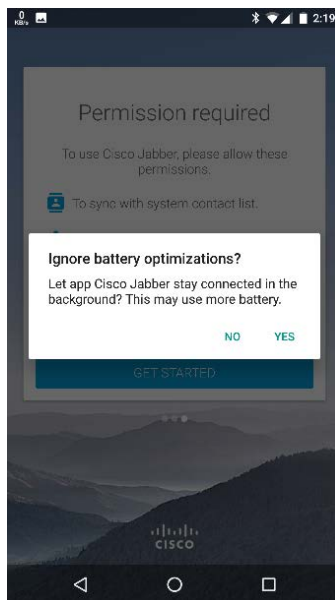 0
KB/s
2:19
Permission required
To use Cisco Jabber, please allow these
permissions.
To sync with system contact list.
Ignore battery optimizations?
Let app Cisco Jabber stay connected in the
background? This may use more battery.
NO YES
GET STARTED
CISCO